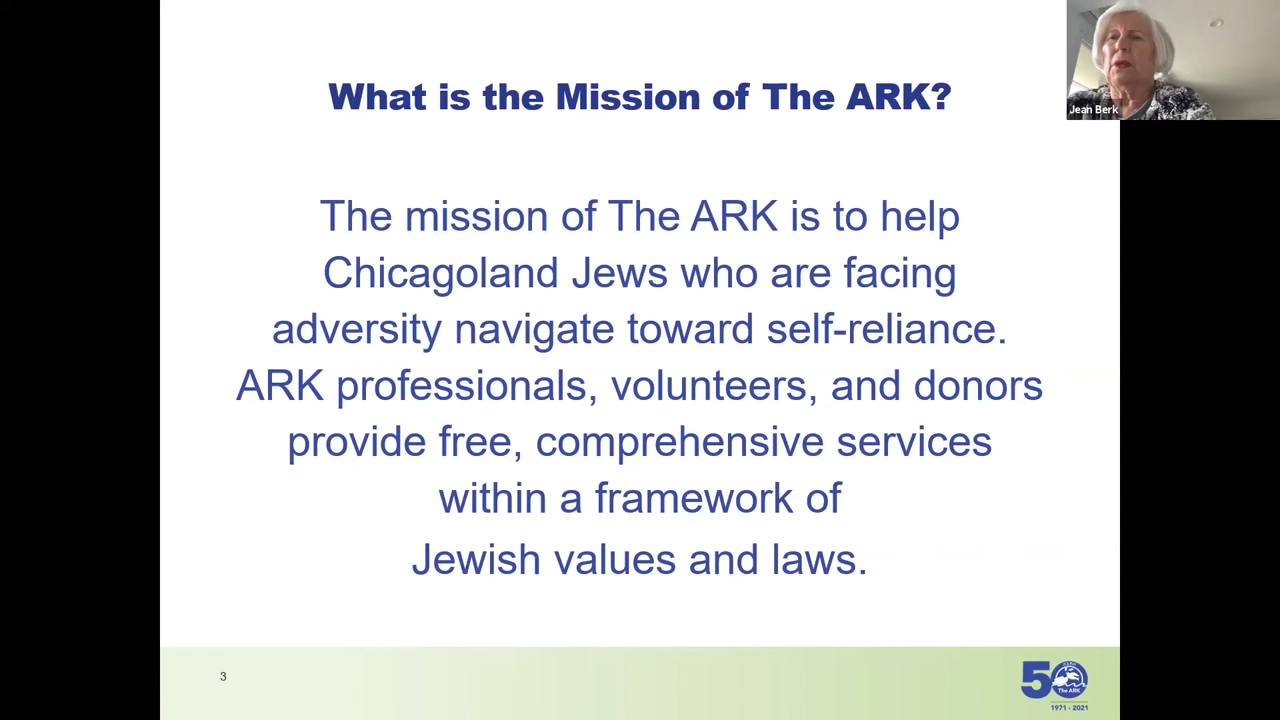 What is the Mission of The ARK?
Jean Berk
The mission of The ARK is to help
Chicagoland Jews who are facing
adversity navigate toward self-reliance.
ARK professionals, volunteers, and donors
provide free, comprehensive services
within a framework of
Jewish values and laws.
3
50
The ARK
1971 - 2021